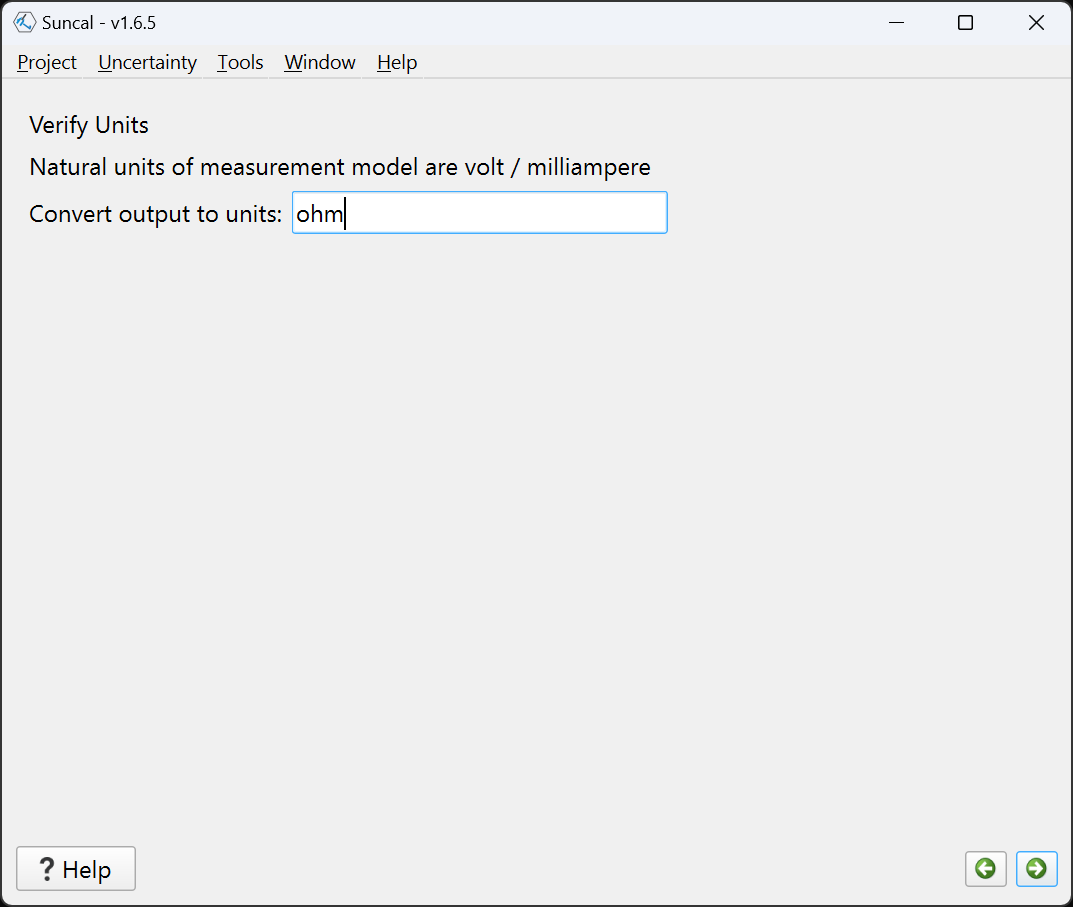 Suncal - v1.6.5
Project Uncertainty Tools Window Help
Verify Units
Natural units of measurement model are volt / milliampere
Convert output to units: ohm
? Help